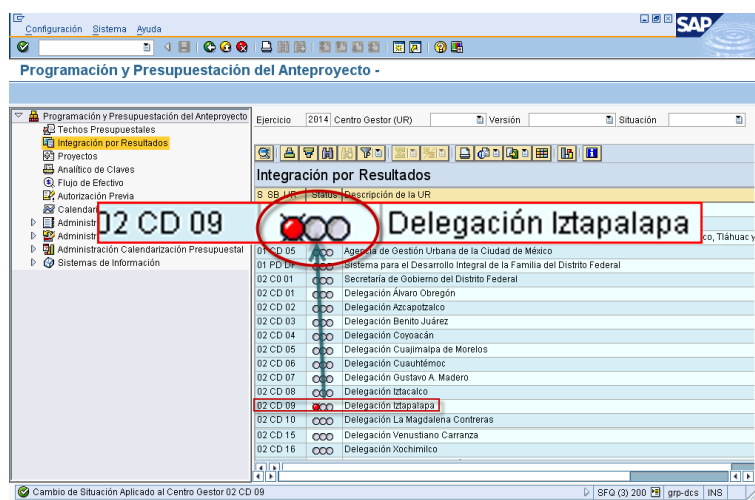 Configuración Sistema Ayuda
SAP
Programación y Presupuestación del Anteproyecto -
Programación y Presupuestación del Anteproyecto
Techos Presupuestales
Integración por Resultados
Proyectos
Analítico de Claves
Flujo de Efectivo
Autorización Previa
Calendari
Administr
Administr
Administración Calendarización Presupuestal
Sistemas de Información
Ejercicio 2014 Centro Gestor (UR) Versión Situación
Integración por Resultados
S SB UR Status Descripción de la UR
02 CD 09 Delegación Iztapalapa
co, Tláhuac y
01 CD 05 Agencia de Gestión Urbana de la Ciudad de México
01 PD DF Sistema para el Desarrollo Integral de la Familia del Distrito Federal
02 C0 01 Secretaría de Gobierno del Distrito Federal
02 CD 01 Delegación Álvaro Obregón
02 CD 02 Delegación Azcapotzalco
02 CD 03 Delegación Benito Juárez
02 CD 04 Delegación Coyoacán
02 CD 05 Delegación Cuajimalpa de Morelos
02 CD 06 Delegación Cuauhtémoc
02 CD 07 Delegación Gustavo A. Madero
02 CD 08 Delegación Iztacalco
02 CD 09 Delegación Iztapalapa
02 CD 10 Delegación La Magdalena Contreras
02 CD 15 Delegación Venustiano Carranza
02 CD 16 Delegación Xochimilco
Cambio de Situación Aplicado al Centro Gestor 02 CD 09
SFQ (3) 200 grp-dcs INS